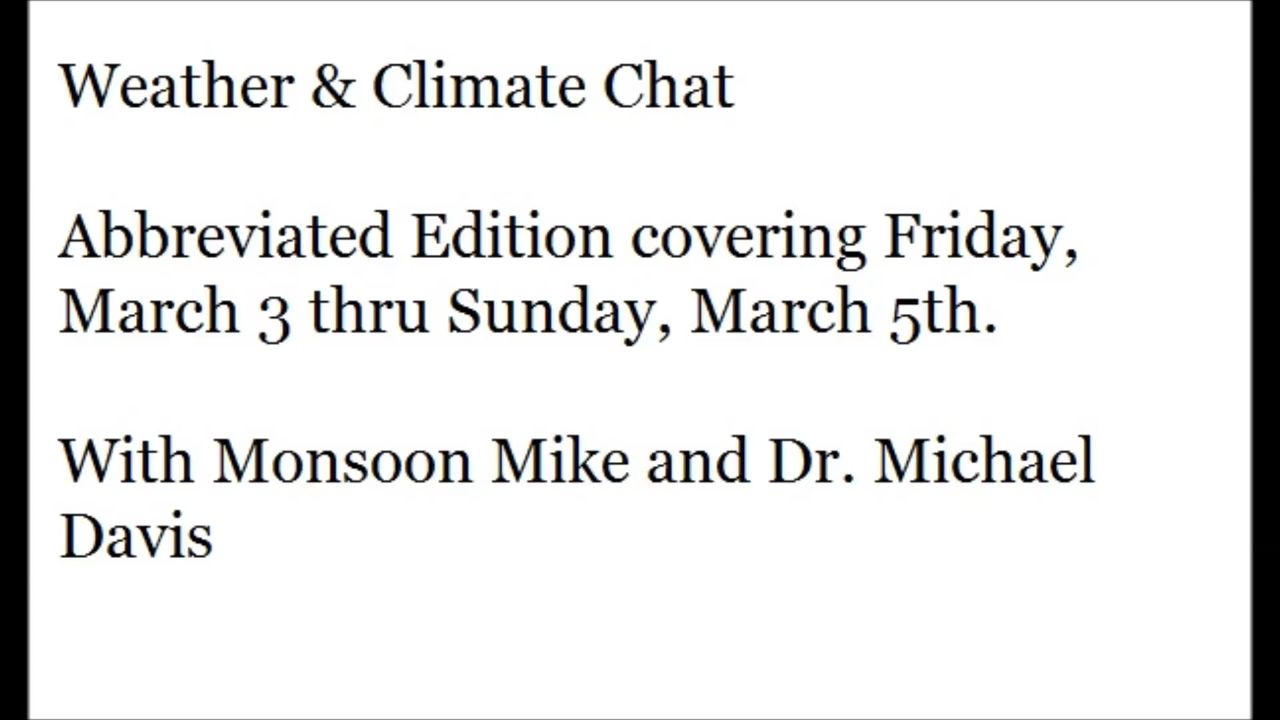 Weather & Climate Chat
Abbreviated Edition covering Friday,
March 3 thru Sunday, March 5th.
With Monsoon Mike and Dr. Michael
Davis